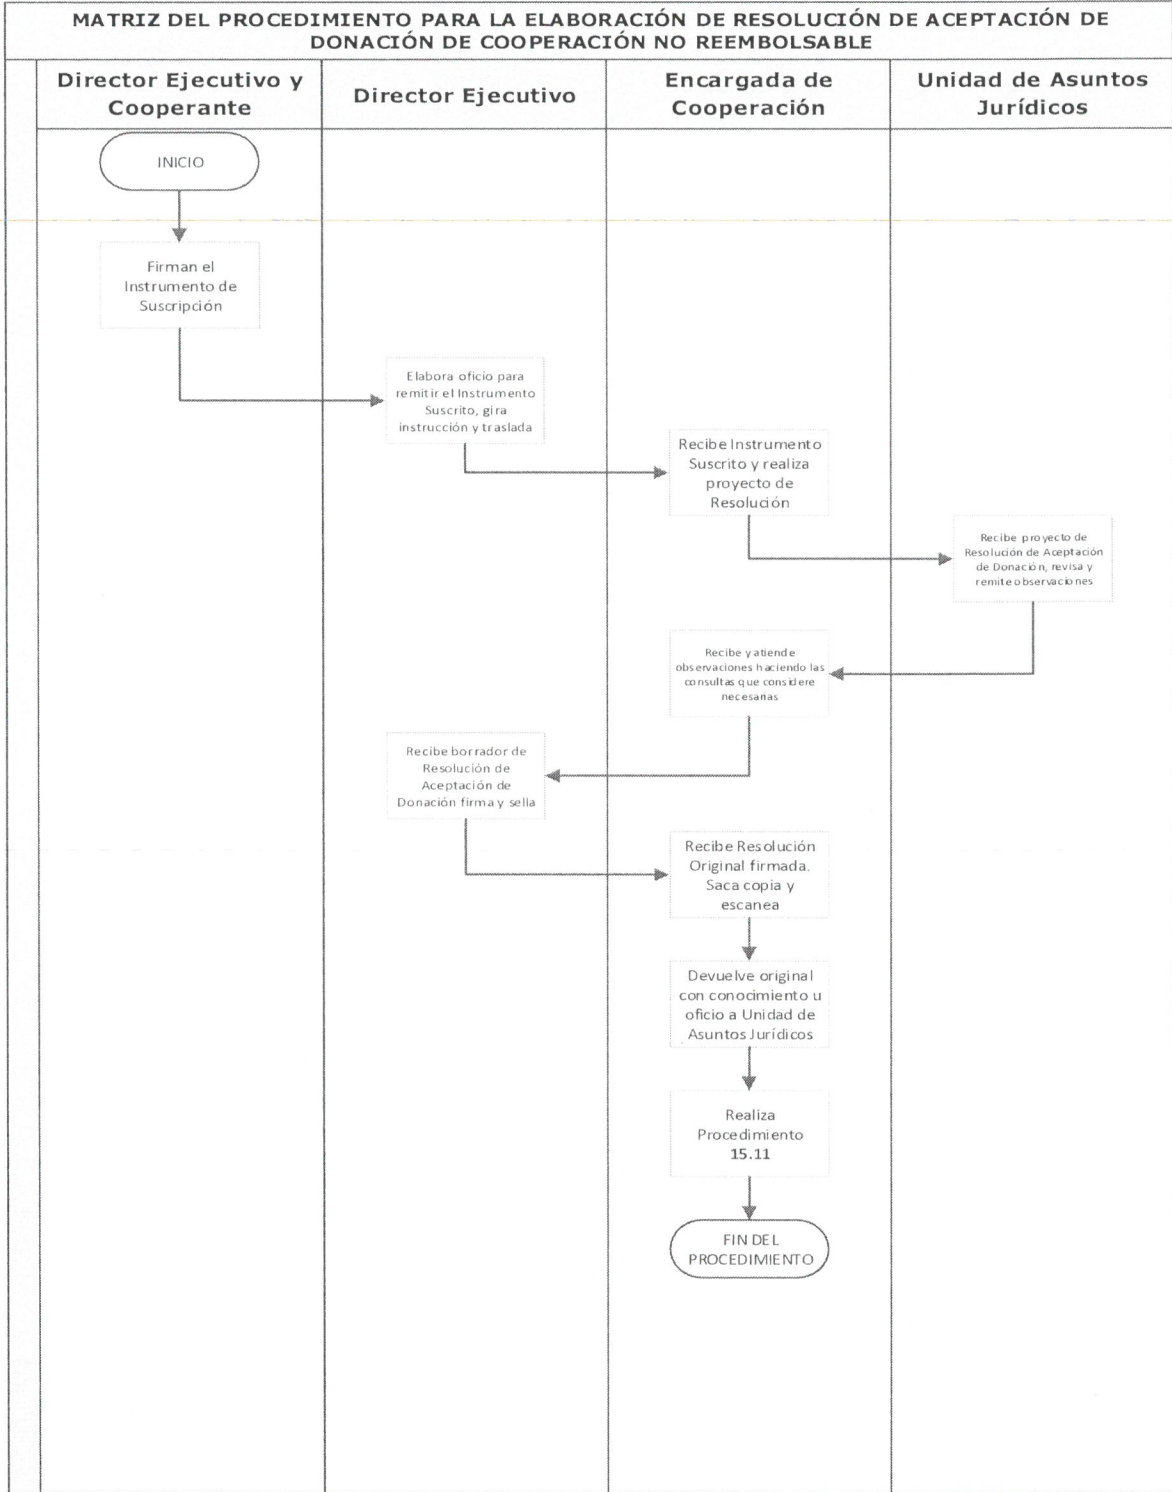 MATRIZ DEL PROCEDIMIENTO PARA LA ELABORACIÓN DE RESOLUCIÓN DE ACEPTACIÓN DE
DONACIÓN DE COOPERACIÓN NO REEMBOLSABLE
Director Ejecutivo y
Cooperante
Director Ejecutivo
Encargada de
Cooperación
Unidad de Asuntos
Jurídicos
INICIO
Firman el
Instrumento de
Suscripción
Elabora oficio para
remitir el Instrumento
Suscrito, gira
instrucción y traslada
Recibe Instrumento
Suscrito y realiza
proyecto de
Resolución
Recibe proyecto de
Resolución de Aceptación
de Donación, revisa y
remite observaciones
Recibe y atiende
observaciones haciendo las
consultas que considere
necesarias
Recibe borrador de
Resolución de
Aceptación de
Donación firma y sella
Recibe Resolución
Original firmada.
Saca copia y
escanea
Devuelve original
con conocimiento u
oficio a Unidad de
Asuntos Jurídicos
Realiza
Procedimiento
15.11
FIN DEL
PROCEDIMIENTO